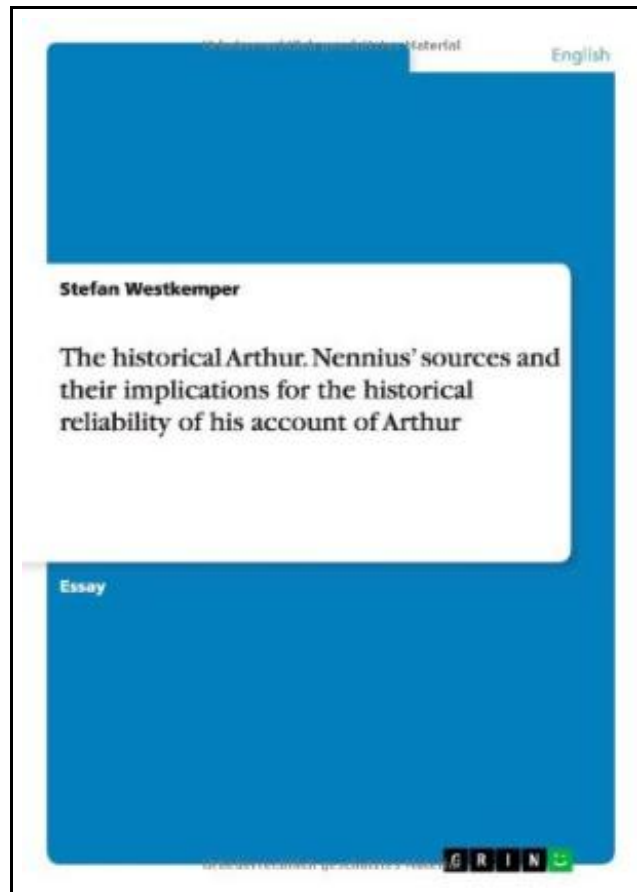 Material
English
Stefan Westkemper
The historical Arthur. Nennius' sources and
their implications for the historical
reliability of his account of Arthur
Essay
GRIN